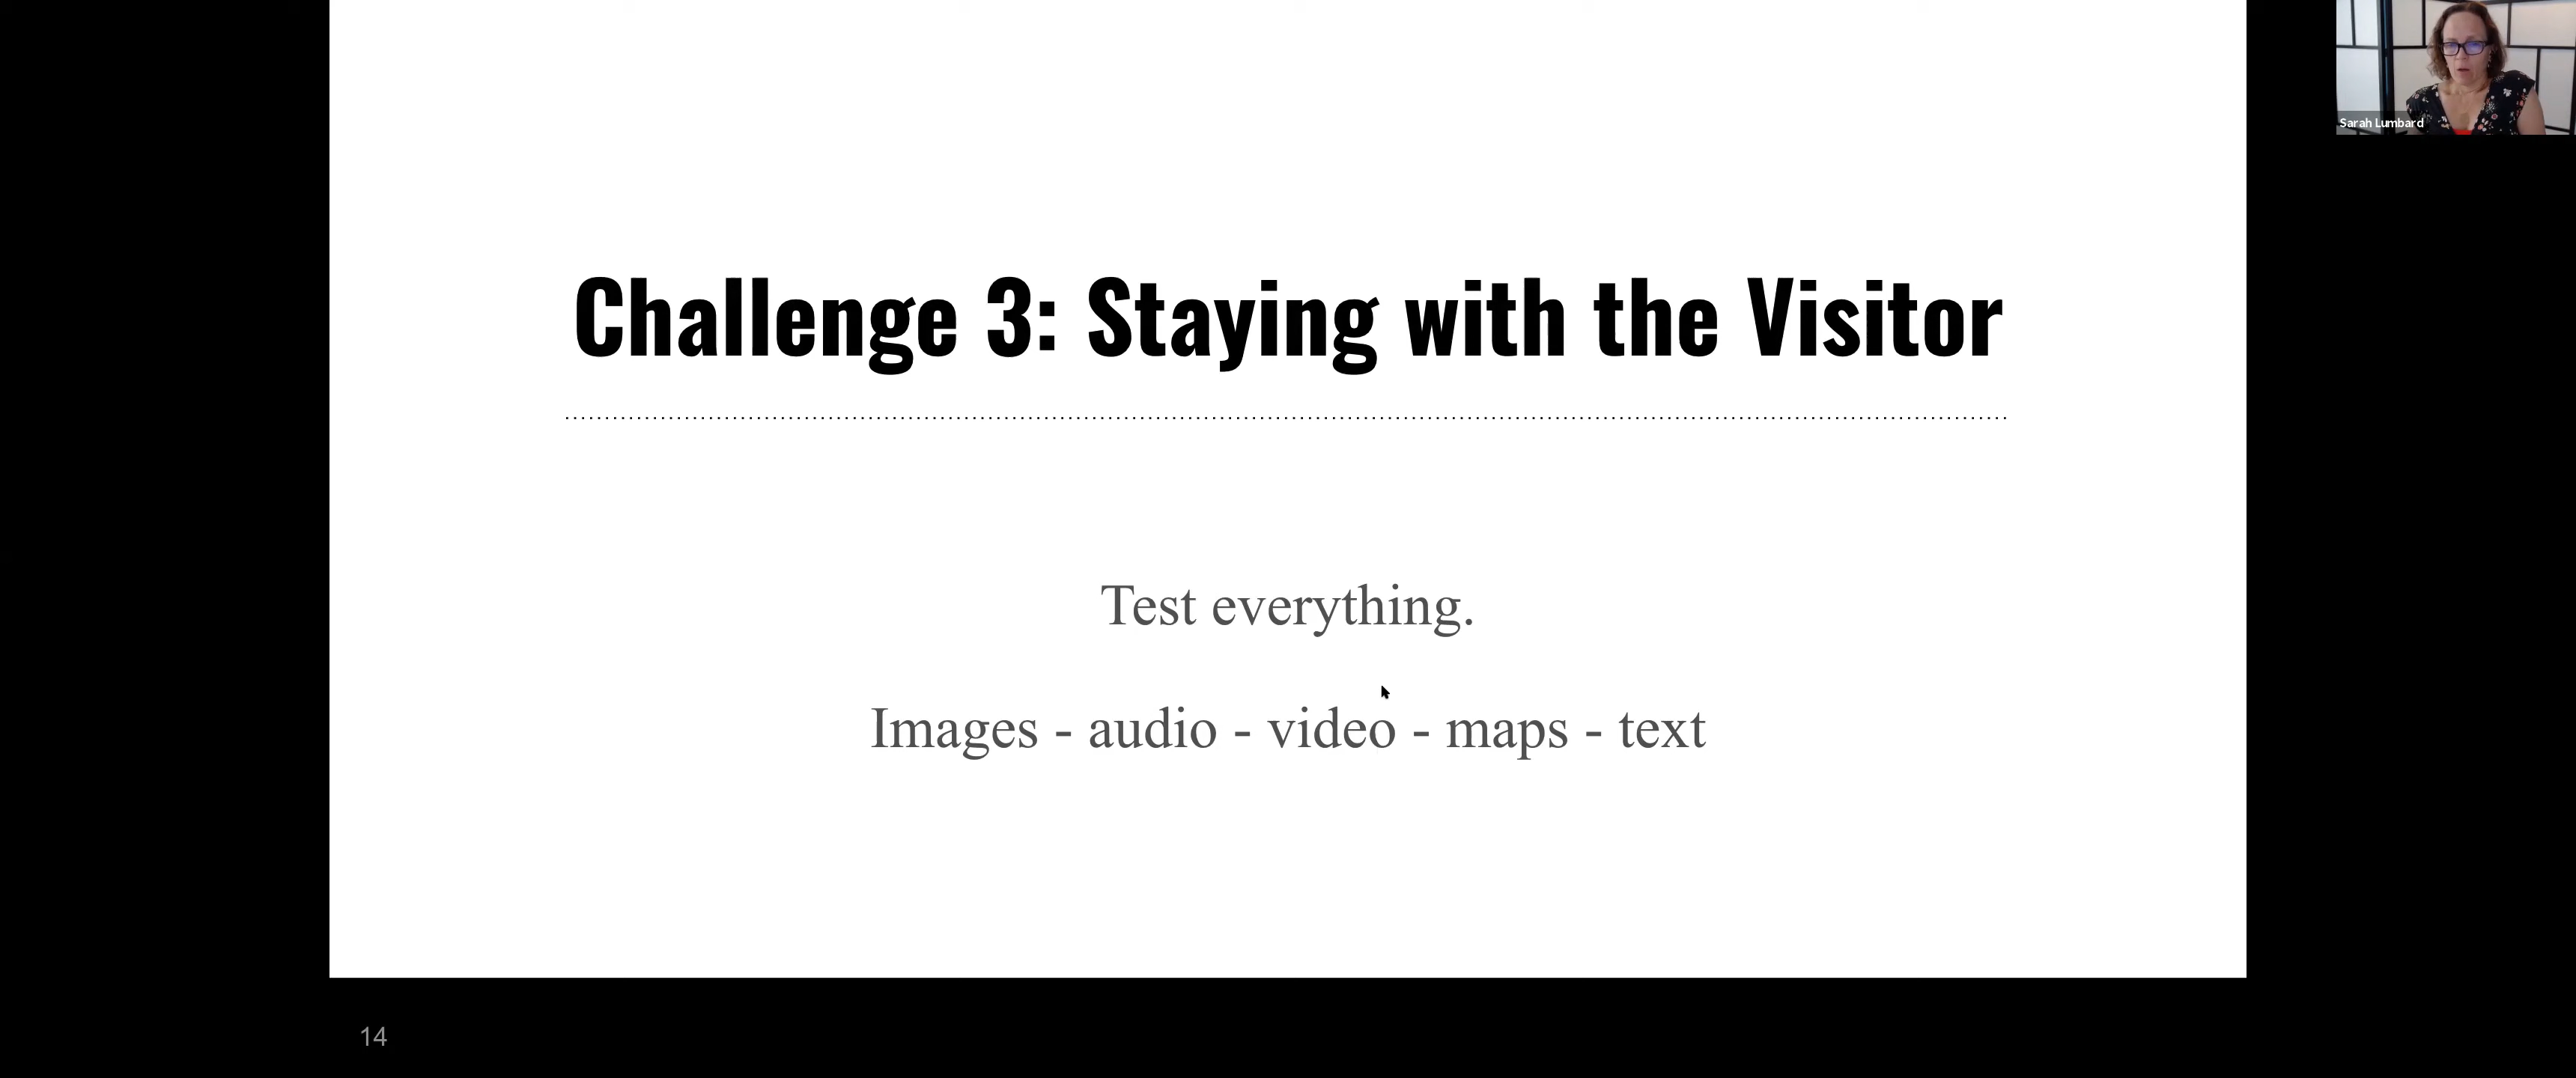 Sarah Lumbard
Challenge 3: Staying with the Visitor
Test everything.
Images - audio - video - maps - text
14